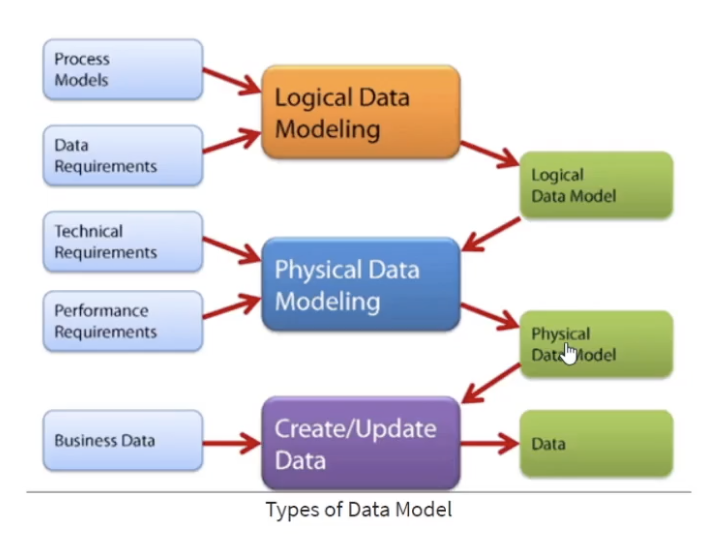 Process
Models
Logical Data
Modeling
Data
Requirements
Logical
Data Model
Technical
Requirements
Physical Data
Modeling
Performance
Requirements
Physical
Data Model
Create/Update
Data
Business Data
Data
Types of Data Model